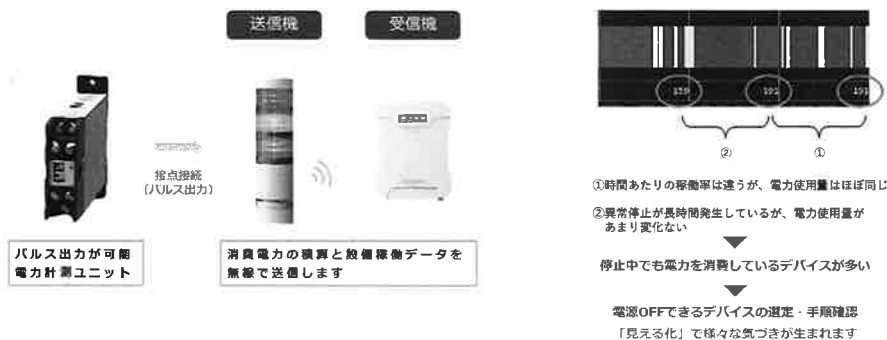 送信機
受信機
接点接続
（パルス出力）
パルス出力が可能
電力計測ユニット
消費電力の積算と設備稼働データを
無線で送信します
159
191
191
②
①
①時間あたりの稼働率は違うが、電力使用量はほぼ同じ
②異常停止が長時間発生しているが、電力使用量が
あまり変化ない
停止中でも電力を消費しているデバイスが多い
電源OFFできるデバイスの選定・手順確認
「見える化」で様々な気づきが生まれます